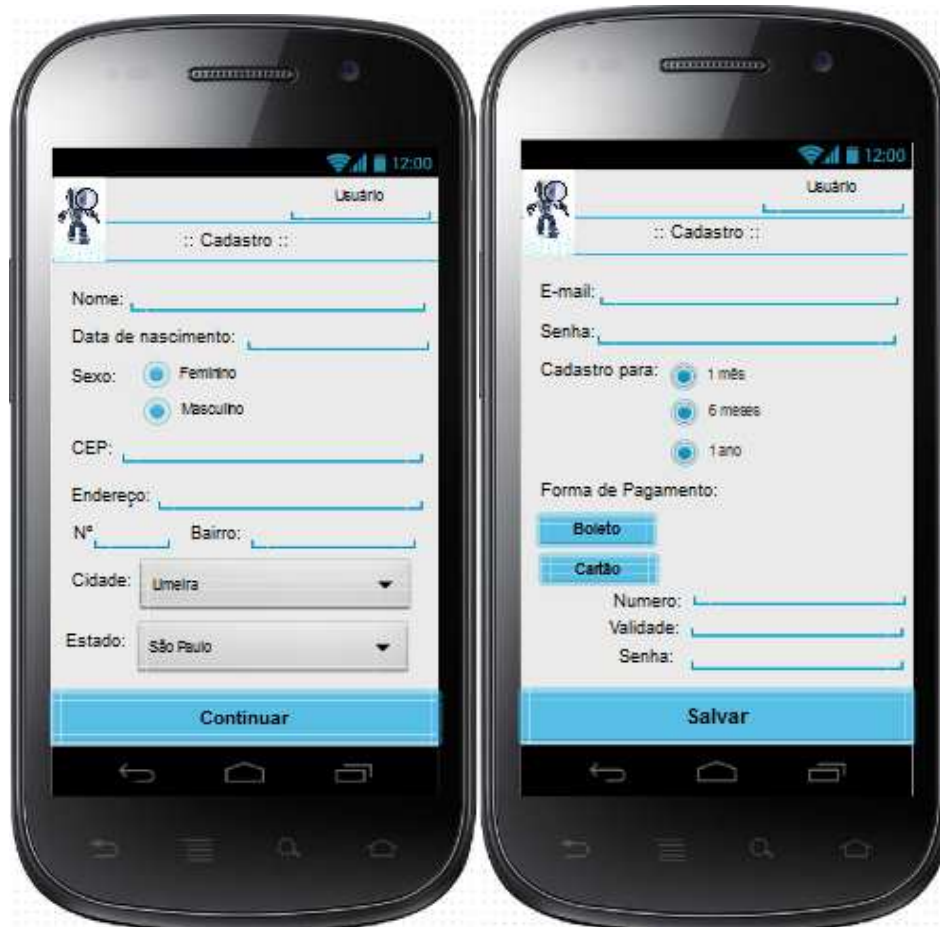 12:00
Usuário
:: Cadastro ::
Nome:
Data de nascimento:
Sexo: Feminino
Masculino
CEP:
Endereço:
Nº Bairro:
Cidade: Limeira
Estado: São Paulo
Continuar
12:00
Usuário
:: Cadastro ::
E-mail:
Senha:
Cadastro para: 1 mês
6 meses
1 ano
Forma de Pagamento:
Boleto
Cartão
Numero:
Validade:
Senha:
Salvar